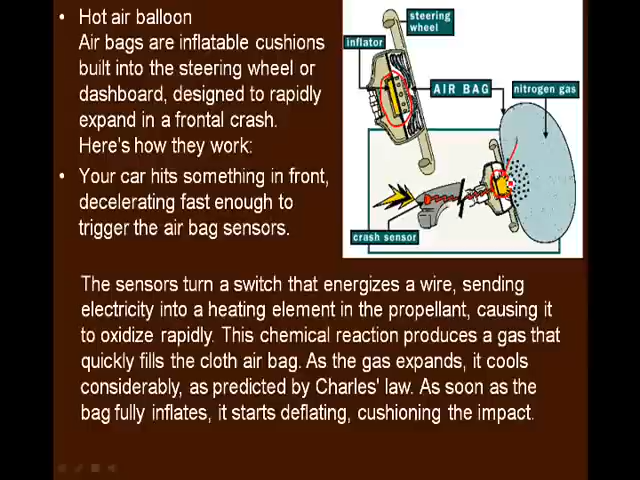 • Hot air balloon
Air bags are inflatable cushions
built into the steering wheel or
dashboard, designed to rapidly
expand in a frontal crash.
Here's how they work:
• Your car hits something in front,
decelerating fast enough to
trigger the air bag sensors.
steering
wheel
inflator
AIR BAG
nitrogen gas
crash sensor
The sensors turn a switch that energizes a wire, sending
electricity into a heating element in the propellant, causing it
to oxidize rapidly. This chemical reaction produces a gas that
quickly fills the cloth air bag. As the gas expands, it cools
considerably, as predicted by Charles' law. As soon as the
bag fully inflates, it starts deflating, cushioning the impact.